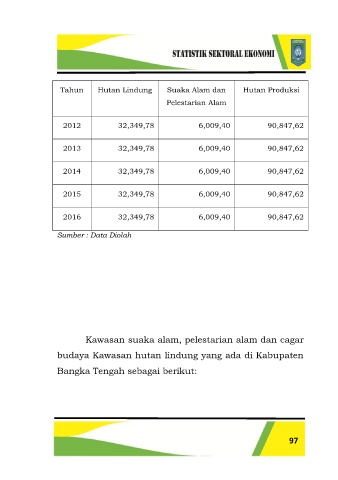 STATISTIK SEKTORAL EKONOMI
Tahun Hutan Lindung Suaka Alam dan Hutan Produksi
Pelestarian Alam
2012 32,349,78 6,009,40 90,847,62
2013 32,349,78 6,009,40 90,847,62
2014 32,349,78 6,009,40 90,847,62
2015 32,349,78 6,009,40 90,847,62
2016 32,349,78 6,009,40 90,847,62
Sumber : Data Diolah
Kawasan suaka alam, pelestarian alam dan cagar
budaya Kawasan hutan lindung yang ada di Kabupaten
Bangka Tengah sebagai berikut:
97